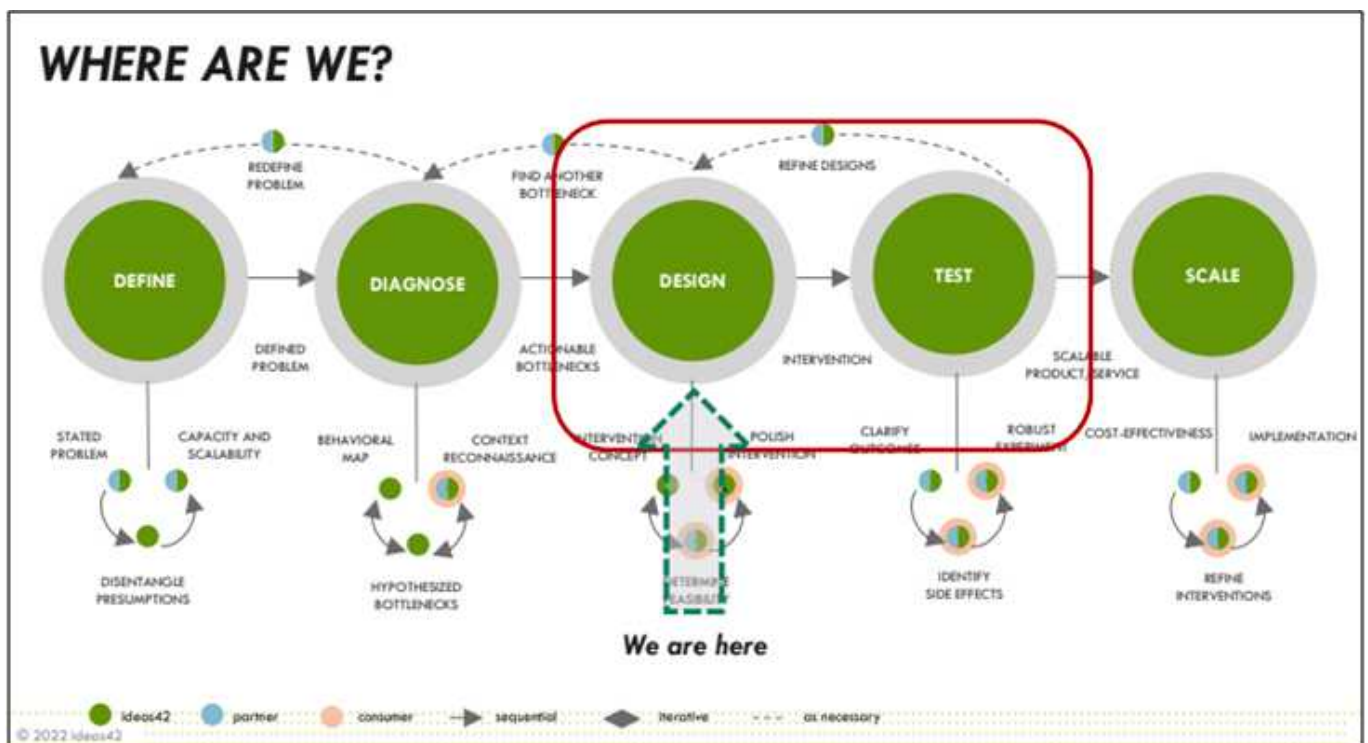 WHERE ARE WE?
REDEFINE
PROBLEM
FIND ANOTHER
BOTTLENECK
REFINE DESIGNS
DEFINE
DIAGNOSE
DESIGN
TEST
SCALE
DEFINED
PROBLEM
ACTIONABLE
BOTTLENECKS
INTERVENTION
SCALABLE
PRODUCT, SERVICE
STATED
PROBLEM
CAPACITY AND
SCALABILITY
BEHAVIORAL
MAP
CONTEXT
RECONNAISSANCE
INTERVENTION
CONCEPT
POLISH
INTERVENTION
CLARIFY
OUTCOMES
ROBUST
EXPERIMENT
COST-EFFECTIVENESS
IMPLEMENTATION
DISENTANGLE
PRESUMPTIONS
HYPOTHESIZED
BOTTLENECKS
DETERMINE
FEASIBILITY
IDENTIFY
SIDE EFFECTS
REFINE
INTERVENTIONS
We are here
ideas42
partner
consumer
sequential
iterative
as necessary
© 2022 ideas42